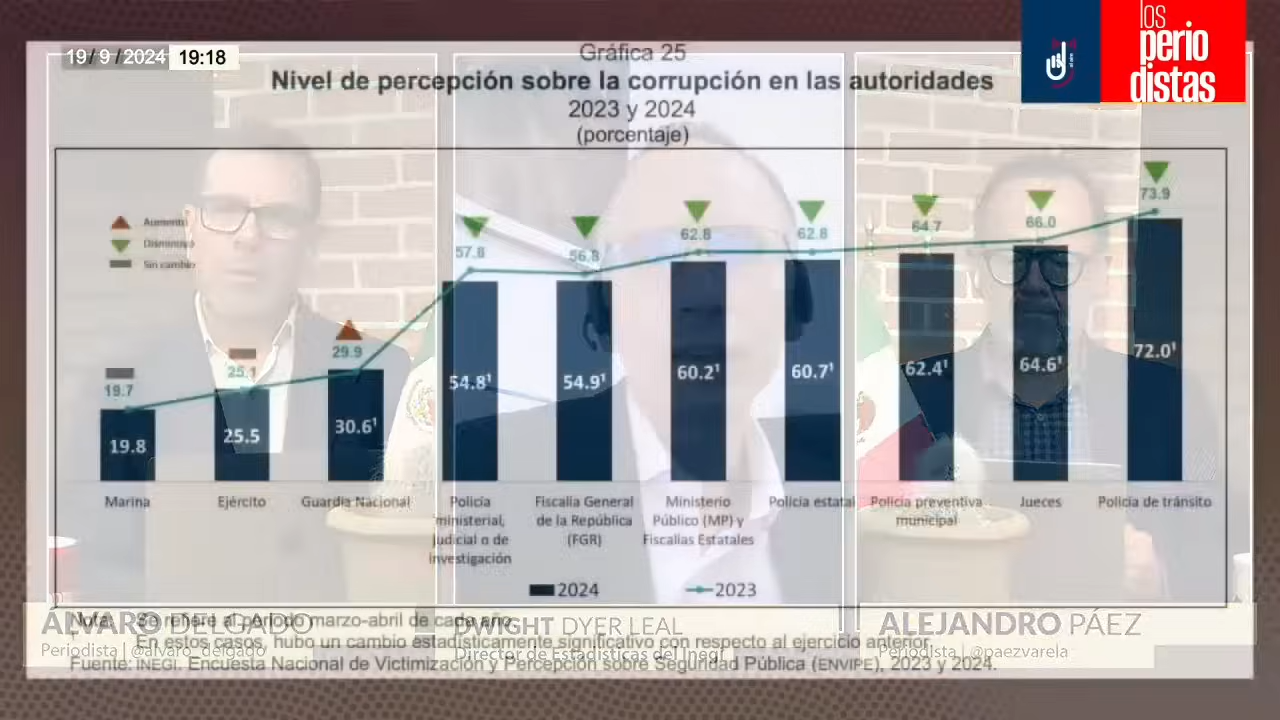 19/ 9 /2024 19:18
los
perio
distas
Gráfica 25
Nivel de percepción sobre la corrupción en las autoridades
2023 y 2024
(porcentaje)
Aumentó
Disminuyó
Sin cambio
19.7
25.1
29.9
57.8
56.8
62.8
62.8
64.7
66.0
73.9
19.8
25.5
30.6¹
54.8¹
54.9¹
60.2¹
60.7¹
62.4¹
64.6¹
72.0¹
Marina
Ejército
Guardia Nacional
Policía
ministerial,
judicial o de
investigación
Fiscalía General
de la República
(FGR)
Ministerio
Público (MP) y
Fiscalías Estatales
Policía estatal
Policía preventiva
municipal
Jueces
Policía de tránsito
2024
2023
Nota: Se refiere al periodo marzo-abril de cada año.
En estos casos, hubo un cambio estadísticamente significativo con respecto al ejercicio anterior.
Fuente: INEGI. Encuesta Nacional de Victimización y Percepción sobre Seguridad Pública (ENVIPE), 2023 y 2024.
ÁLVARO DELGADO
Periodista | @alvaro_delgado
DWIGHT DYER LEAL
Director de Estadísticas del Inegi
ALEJANDRO PÁEZ
Periodista | @paezvarela